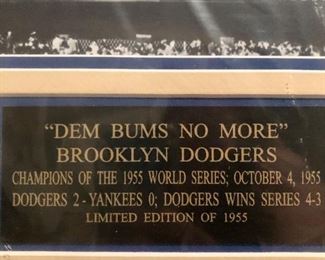 "DEM BUMS NO MORE"
BROOKLYN DODGERS
CHAMPIONS OF THE 1955 WORLD SERIES; OCTOBER 4, 1955
DODGERS 2 - YANKEES 0; DODGERS WINS SERIES 4-3
LIMITED EDITION OF 1955